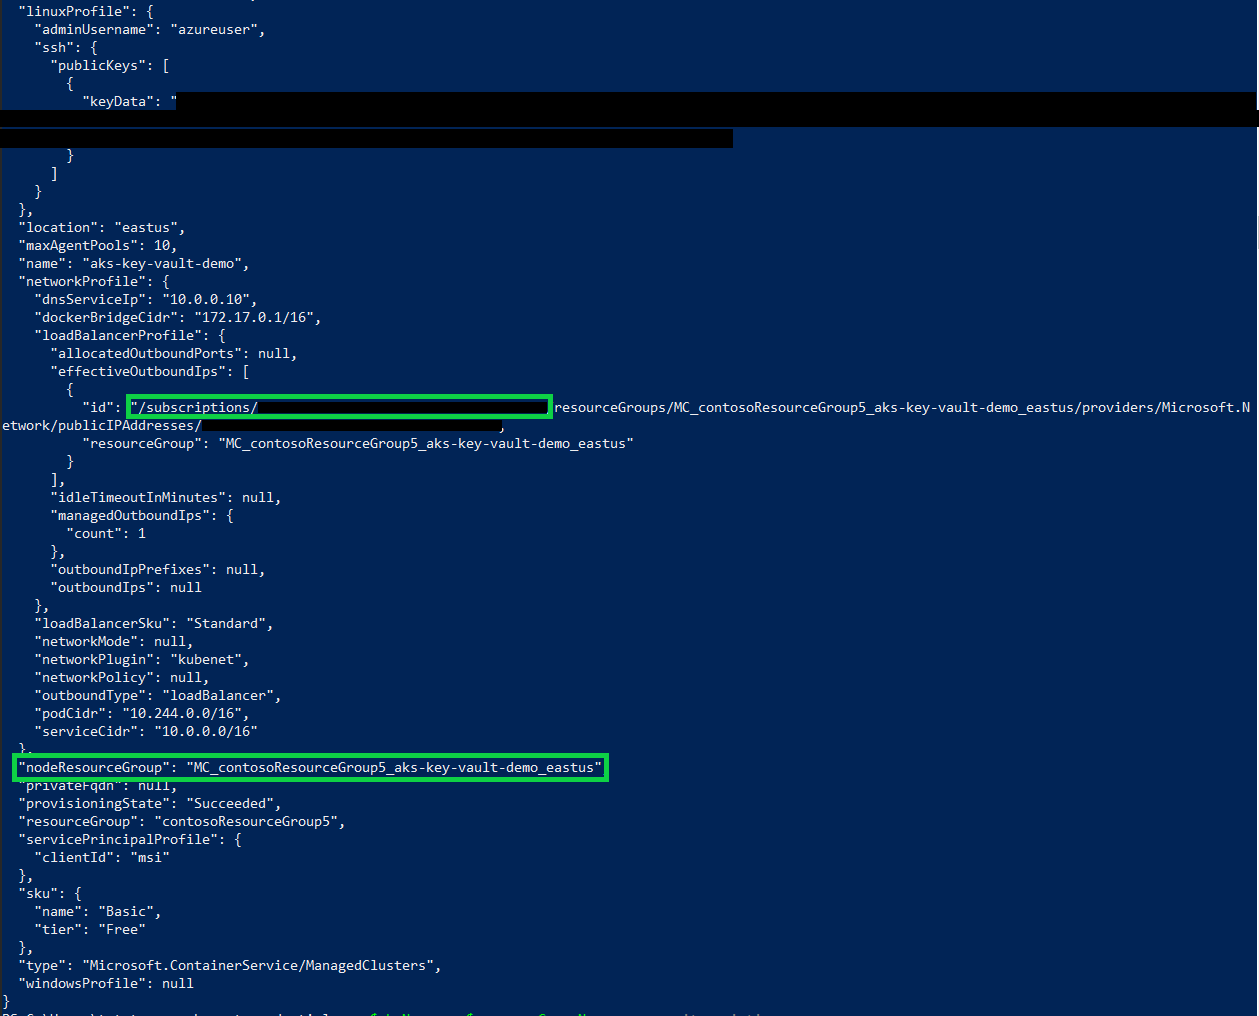 "linuxProfile": {
"adminUsername": "azureuser",
"ssh": {
"publicKeys": [
{
"keyData": "
}
]
}
},
"location": "eastus",
"maxAgentPools": 10,
"name": "aks-key-vault-demo",
"networkProfile": {
"dnsServiceIp": "10.0.0.10",
"dockerBridgeCidr": "172.17.0.1/16",
"loadBalancerProfile": {
"allocatedOutboundPorts": null,
"effectiveOutboundIps": [
{
"id": "/subscriptions/ resourceGroups/MC_contosoResourceGroup5_aks-key-vault-demo_eastus/providers/Microsoft.N
etwork/publicIPAddresses/ ,
"resourceGroup": "MC_contosoResourceGroup5_aks-key-vault-demo_eastus"
}
],
"idleTimeoutInMinutes": null,
"managedOutboundIps": {
"count": 1
},
"outboundIpPrefixes": null,
"outboundIps": null
},
"loadBalancerSku": "Standard",
"networkMode": null,
"networkPlugin": "kubenet",
"networkPolicy": null,
"outboundType": "loadBalancer",
"podCidr": "10.244.0.0/16",
"serviceCidr": "10.0.0.0/16"
},
"nodeResourceGroup": "MC_contosoResourceGroup5_aks-key-vault-demo_eastus"
"privateFqdn": null,
"provisioningState": "Succeeded",
"resourceGroup": "contosoResourceGroup5",
"servicePrincipalProfile": {
"clientId": "msi"
},
"sku": {
"name": "Basic",
"tier": "Free"
},
"type": "Microsoft.ContainerService/ManagedClusters",
"windowsProfile": null
}